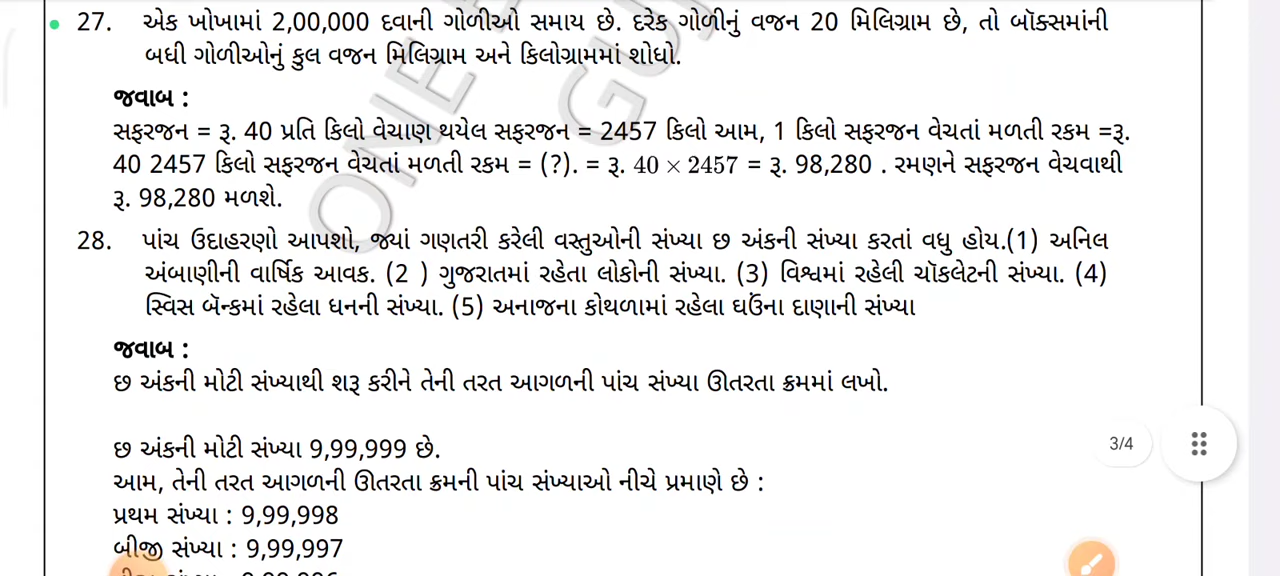 27. એક ખોખામાં 2,00,000 દવાની ગોળીઓ સમાય છે. દરેક ગોળીનું વજન 20 મિલિગ્રામ છે, તો બૉક્સમાંની
બધી ગોળીઓનું કુલ વજન મિલિગ્રામ અને કિલોગ્રામમાં શોધો.
જવાબ :
સફરજન = રૂ. 40 પ્રતિ કિલો વેચાણ થયેલ સફરજન = 2457 કિલો આમ, 1 કિલો સફરજન વેચતાં મળતી રકમ =રૂ.
40 2457 કિલો સફરજન વેચતાં મળતી રકમ = (?). = રૂ. 40 × 2457 = રૂ. 98,280 . રમણને સફરજન વેચવાથી
રૂ. 98,280 મળશે.
28. પાંચ ઉદાહરણો આપશો, જ્યાં ગણતરી કરેલી વસ્તુઓની સંખ્યા છ અંકની સંખ્યા કરતાં વધુ હોય.(1) અનિલ
અંબાણીની વાર્ષિક આવક. (2 ) ગુજરાતમાં રહેતા લોકોની સંખ્યા. (3) વિશ્વમાં રહેલી ચૉકલેટની સંખ્યા. (4)
સ્વિસ બૅન્કમાં રહેલા ધનની સંખ્યા. (5) અનાજના કોથળામાં રહેલા ઘઉંના દાણાની સંખ્યા
જવાબ :
છ અંકની મોટી સંખ્યાથી શરૂ કરીને તેની તરત આગળની પાંચ સંખ્યા ઊતરતા ક્રમમાં લખો.
છ અંકની મોટી સંખ્યા 9,99,999 છે.
3/4
આમ, તેની તરત આગળની ઊતરતા ક્રમની પાંચ સંખ્યાઓ નીચે પ્રમાણે છે :
પ્રથમ સંખ્યા : 9,99,998
બીજી સંખ્યા : 9,99,997